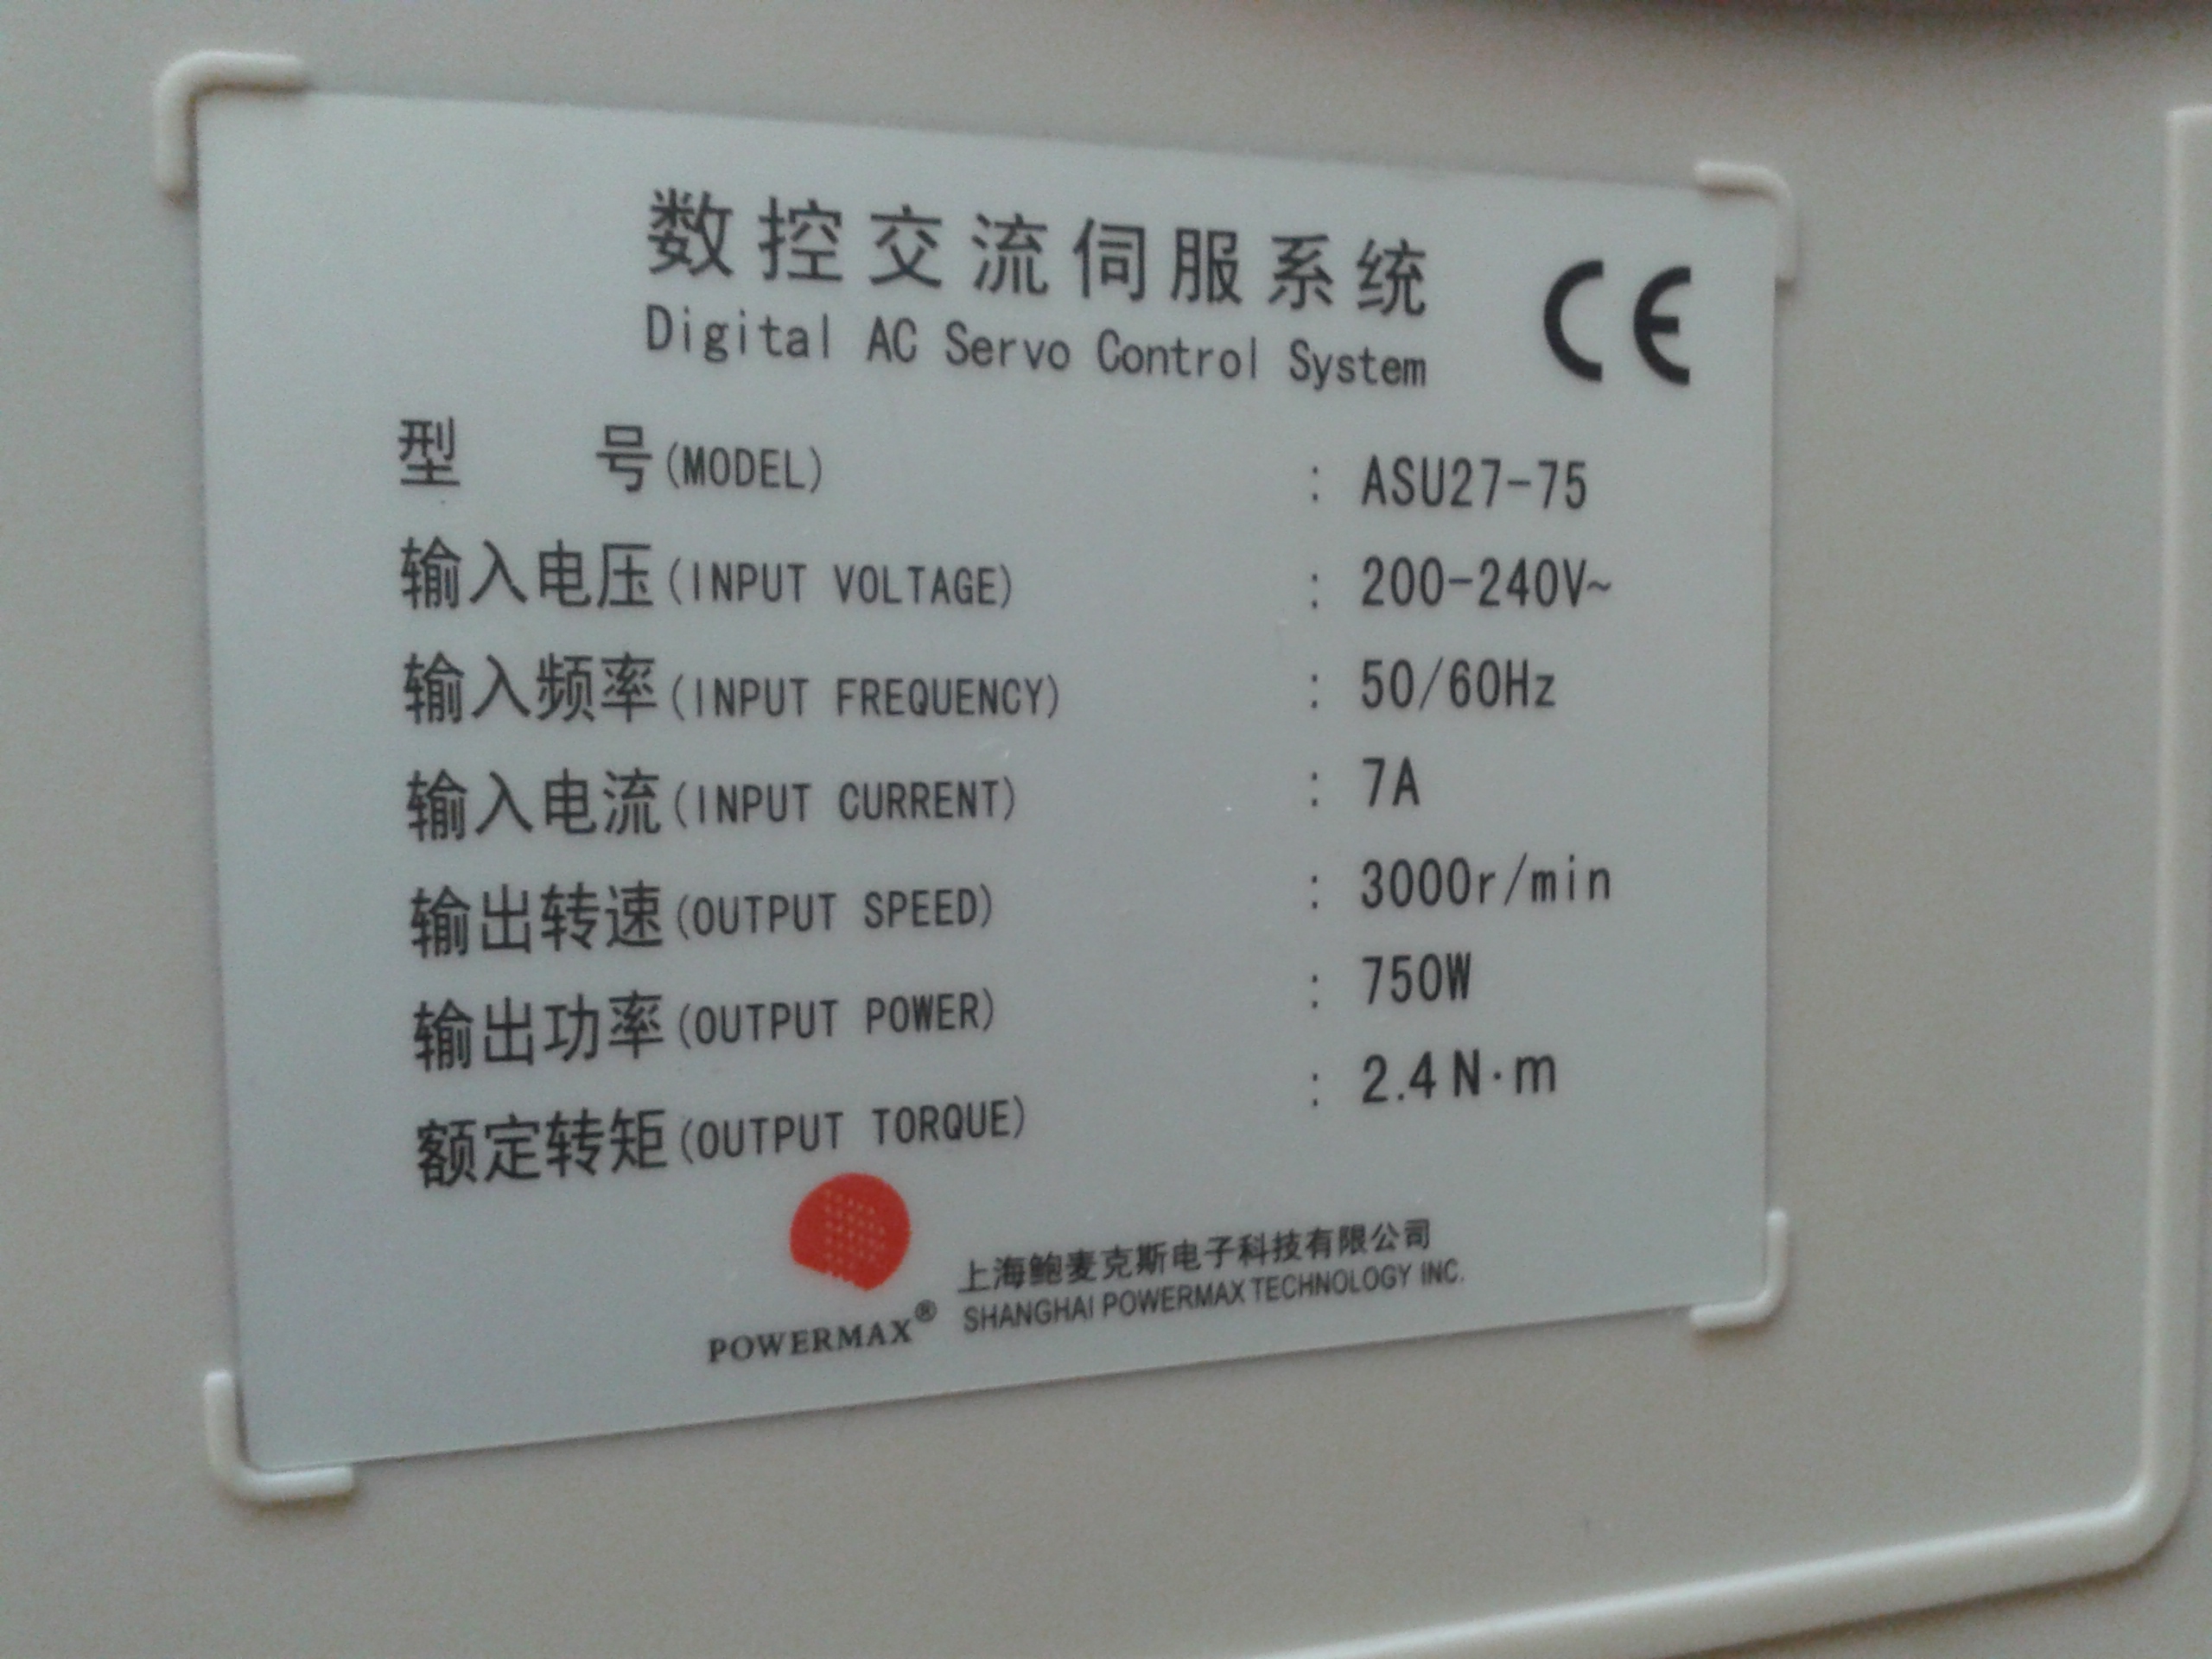 数控交流伺服系统
Digital AC Servo Control System
CE
型 号(MODEL) : ASU27-75
输入电压(INPUT VOLTAGE) : 200-240V~
输入频率(INPUT FREQUENCY) : 50/60Hz
输入电流(INPUT CURRENT) : 7A
输出转速(OUTPUT SPEED) : 3000r/min
输出功率(OUTPUT POWER) : 750W
额定转矩(OUTPUT TORQUE) : 2.4N·m
上海鲍麦克斯电子科技有限公司
SHANGHAI POWERMAX TECHNOLOGY INC.
POWERMAX®